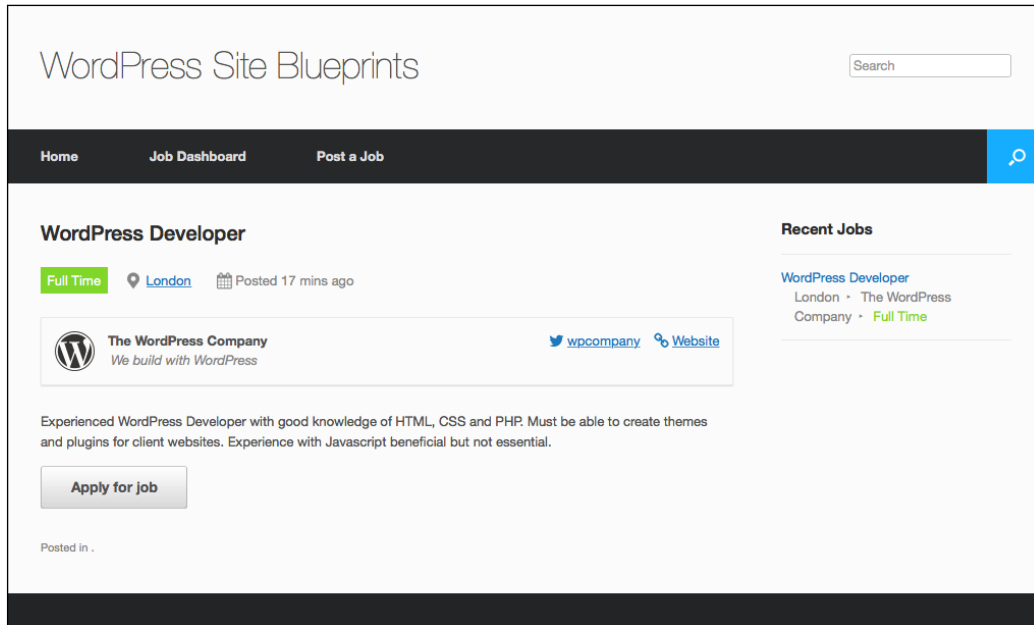 WordPress Site Blueprints
Search
Home
Job Dashboard
Post a Job
WordPress Developer
Full Time
London
Posted 17 mins ago
The WordPress Company
We build with WordPress
wpcompany
Website
Experienced WordPress Developer with good knowledge of HTML, CSS and PHP. Must be able to create themes
and plugins for client websites. Experience with Javascript beneficial but not essential.
Apply for job
Posted in .
Recent Jobs
WordPress Developer
London ‣ The WordPress
Company ‣ Full Time